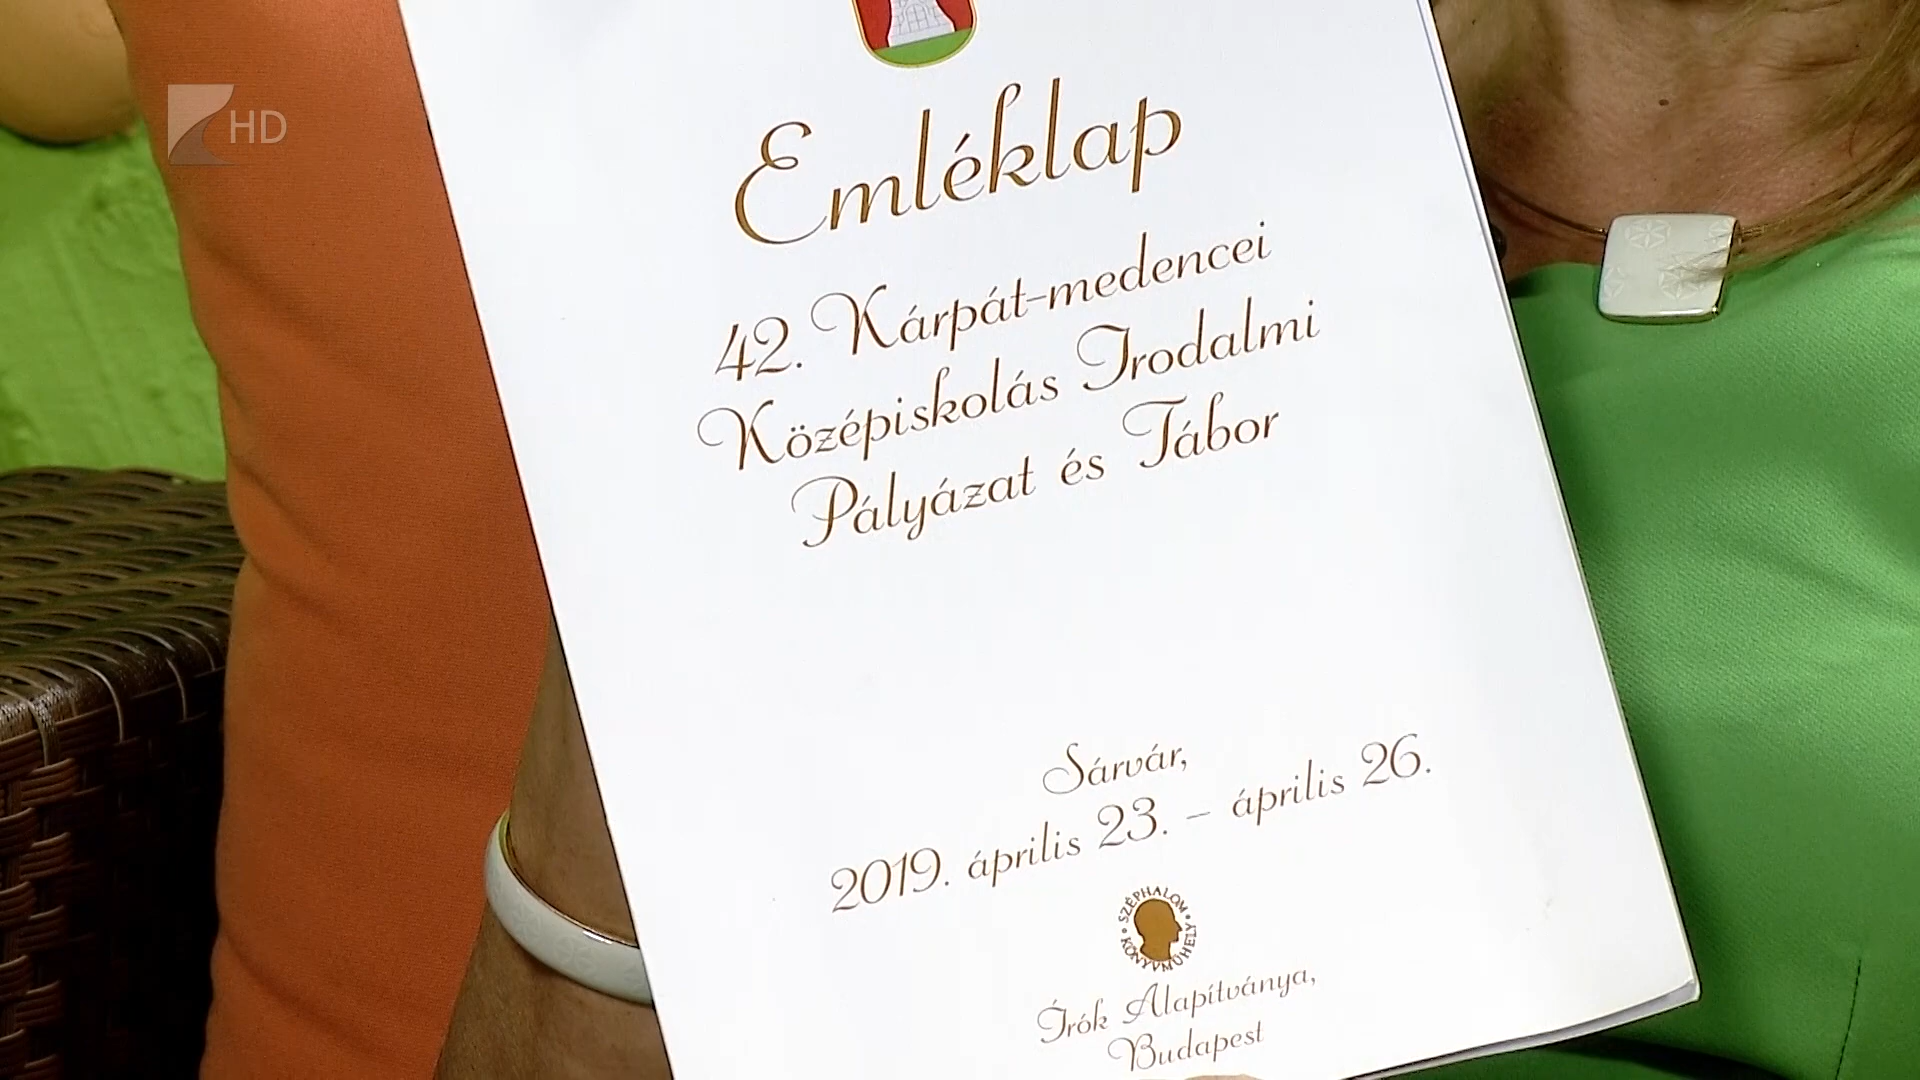 HD
Emléklap
42. Kárpát-medencei
Középiskolás Irodalmi
Pályázat és Tábor
Sárvár,
2019. április 23. - április 26.
SZÉPHALOM KÖNYVMŰHELY
Írók Alapítványa,
Budapest